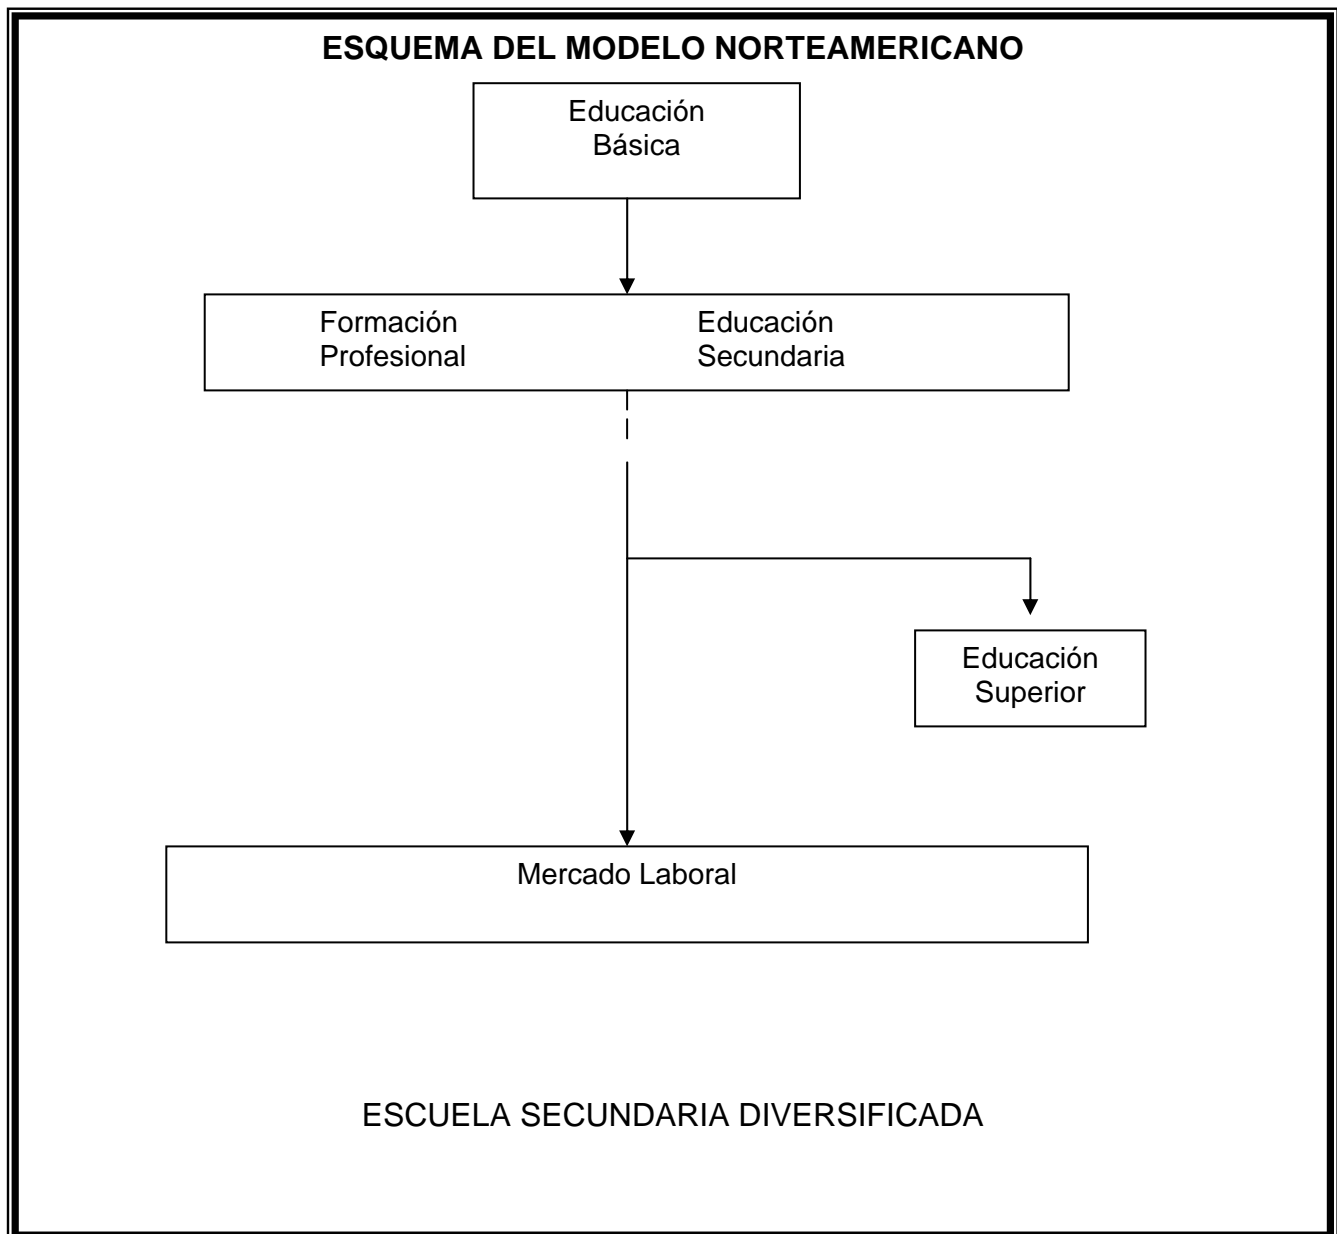 ESQUEMA DEL MODELO NORTEAMERICANO
Educación
Básica
Formación
Profesional
Educación
Secundaria
Educación
Superior
Mercado Laboral
ESCUELA SECUNDARIA DIVERSIFICADA